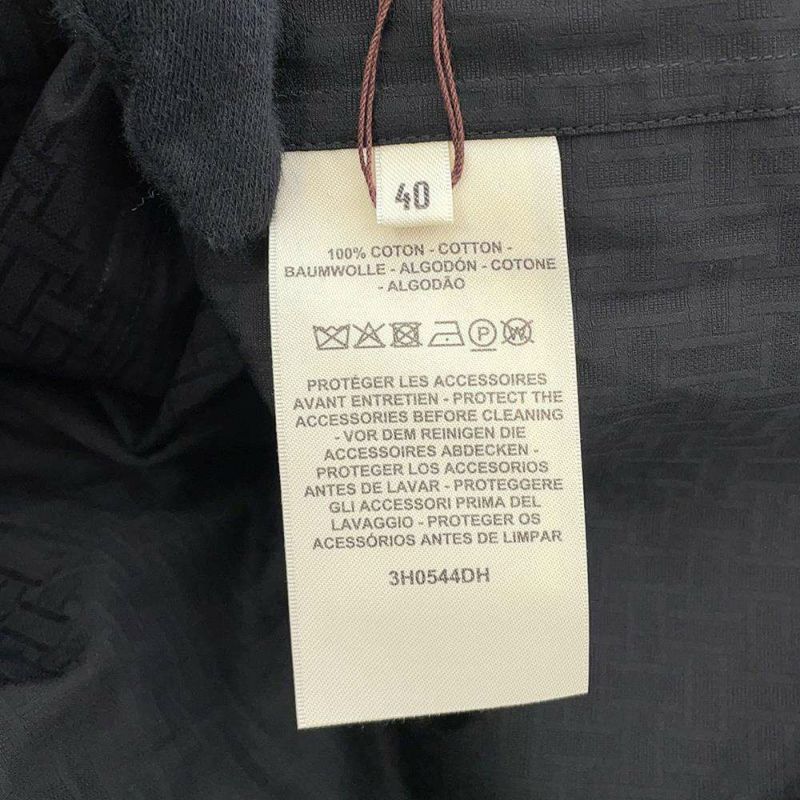 40
100% COTON - COTTON -
BAUMWOLLE - ALGODÓN - COTONE
- ALGODÃO
P
W
PROTÉGER LES ACCESSOIRES
AVANT ENTRETIEN - PROTECT THE
ACCESSORIES BEFORE CLEANING
- VOR DEM REINIGEN DIE
ACCESSOIRES ABDECKEN -
PROTEGER LOS ACCESORIOS
ANTES DE LAVAR - PROTEGGERE
GLI ACCESSORI PRIMA DEL
LAVAGGIO - PROTEGER OS
ACESSÓRIOS ANTES DE LIMPAR
3H0544DH